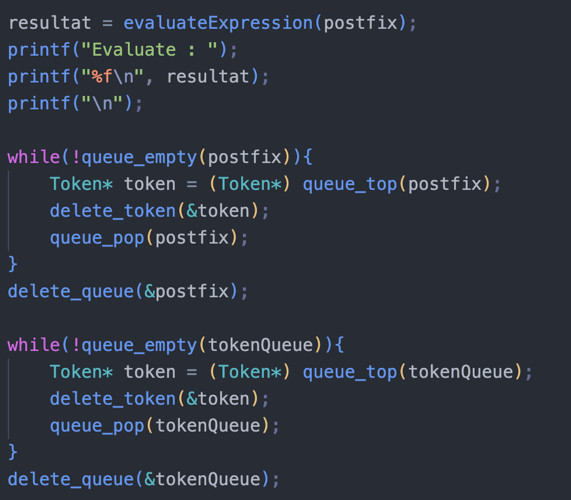 resultat = evaluateExpression(postfix);
printf("Evaluate : ");
printf("%f\n", resultat);
printf("\n");

while(!queue_empty(postfix)){
    Token* token = (Token*) queue_top(postfix);
    delete_token(&token);
    queue_pop(postfix);
}
delete_queue(&postfix);

while(!queue_empty(tokenQueue)){
    Token* token = (Token*) queue_top(tokenQueue);
    delete_token(&token);
    queue_pop(tokenQueue);
}
delete_queue(&tokenQueue);